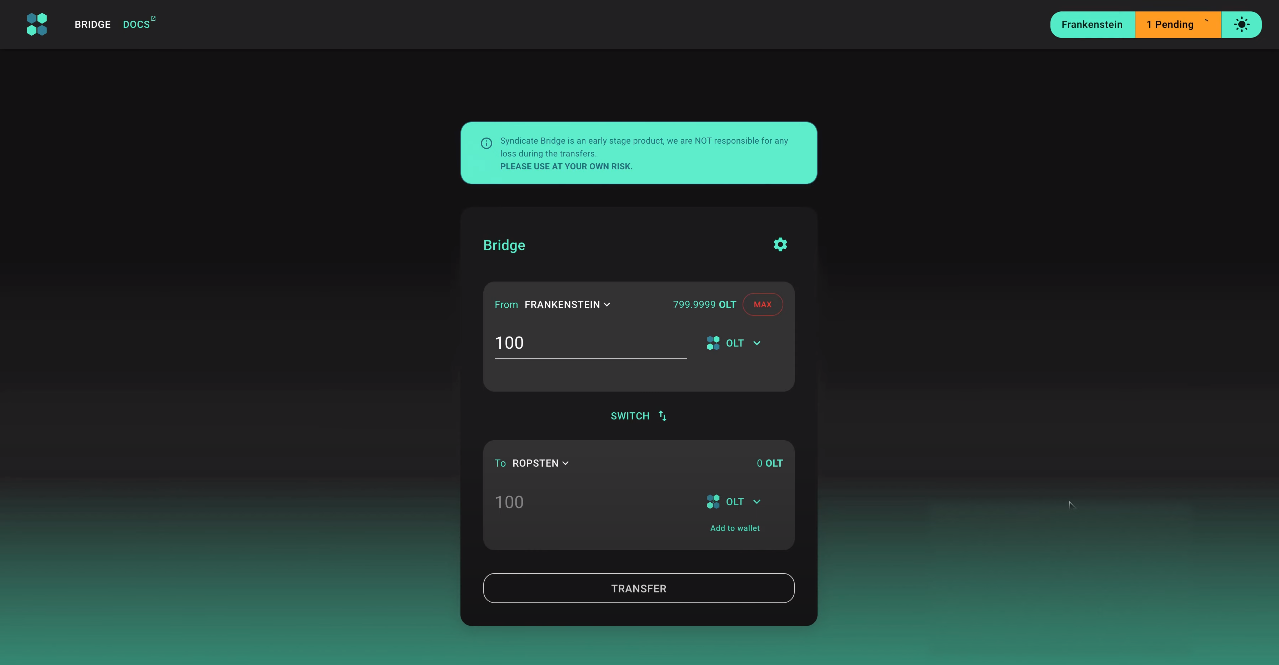 BRIDGE DOCS
Frankenstein 1 Pending
Syndicate Bridge is an early stage product, we are NOT responsible for any
loss during the transfers.
PLEASE USE AT YOUR OWN RISK.
Bridge
From FRANKENSTEIN 799.9999 OLT MAX
100 OLT
SWITCH
To ROPSTEN 0 OLT
100 OLT
Add to wallet
TRANSFER